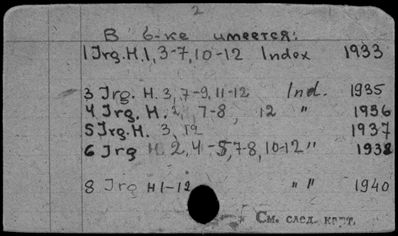 2
В б-ке имеется:
1 Jrg. H. 1, 3-7, 10-12 Index 1933
3 Jrg. H. 3, 7-9, 11-12 Ind. 1935
4 Jrg. H. 7-8, 12 " 1936
5 Jrg. H. 3, 12 1937
6 Jrg H. 2, 4-5, 7-8, 10-12 " 1938
8 Jrg H 1-12 " " 1940
См. след. карт.